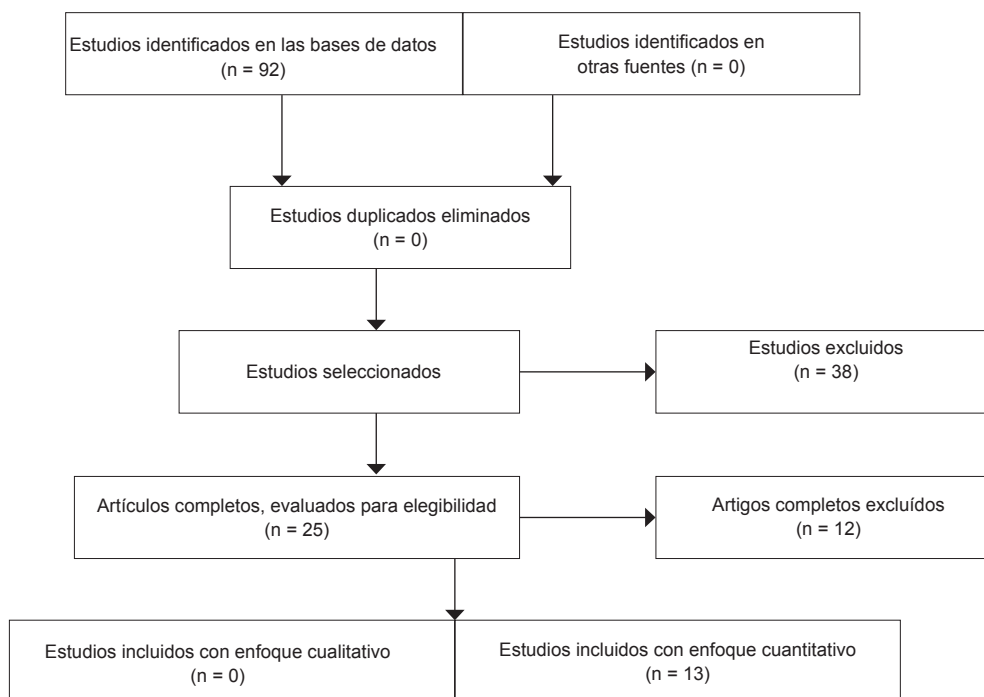 Estudios identificados en las bases de datos
(n = 92)
Estudios identificados en
otras fuentes (n = 0)
Estudios duplicados eliminados
(n = 0)
Estudios seleccionados
Estudios excluidos
(n = 38)
Artículos completos, evaluados para elegibilidad
(n = 25)
Artigos completos excluídos
(n = 12)
Estudios incluidos con enfoque cualitativo
(n = 0)
Estudios incluidos con enfoque cuantitativo
(n = 13)